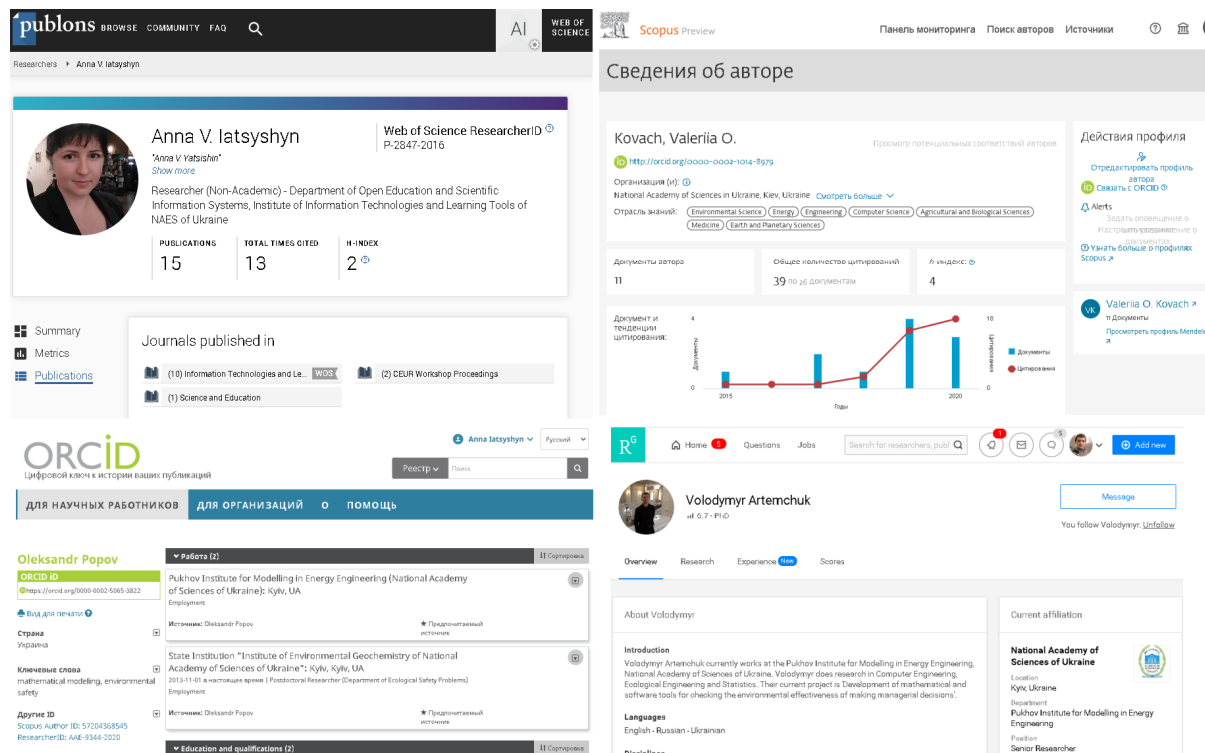 publons BROWSE COMMUNITY FAQ
AI
WEB OF
SCIENCE
Researchers Anna V. Iatsyshyn
Anna V. Iatsyshyn
"Anna V. Yatsishin"
Show more
Web of Science ResearcherID
P-2847-2016
Researcher (Non-Academic) - Department of Open Education and Scientific
Information Systems, Institute of Information Technologies and Learning Tools of
NAES of Ukraine
PUBLICATIONS TOTAL TIMES CITED H-INDEX
15 13 2
Summary
Metrics
Publications
Journals published in
(10) Information Technologies and Le... WOS
(2) CEUR Workshop Proceedings
(1) Science and Education
Scopus Preview
Панель мониторинга Поиск авторов Источники
Сведения об авторе
Kovach, Valeriia O.
Просмотр потенциальных соответствий авторов
http://orcid.org/0000-0002-1014-8979
Организация (и):
National Academy of Sciences in Ukraine, Kiev, Ukraine Смотреть больше
Отрасль знаний: Environmental Science Energy Engineering Computer Science Agricultural and Biological Sciences
Medicine Earth and Planetary Sciences
Документы автора
11
Общее количество цитирований
39 по 26 документам
h-индекс:
4
Документ и
тенденции
цитирования:
4
0
Документы
2015
2020
Годы
18
0
Цитирования
Документы
Цитирования
Действия профиля
Отредактировать профиль
автора
Связать с ORCID
Alerts
Задать оповещение о
документах
Узнать больше о профилях
Scopus
VK
Valeriia O. Kovach
11 Документы
Просмотреть профиль Mendele
ORCID
Цифровой ключ к истории ваших публикаций
Anna Iatsyshyn
Русский
Реестр
Поиск
ДЛЯ НАУЧНЫХ РАБОТНИКОВ ДЛЯ ОРГАНИЗАЦИЙ О ПОМОЩЬ
Oleksandr Popov
ORCID iD
https://orcid.org/0000-0002-5065-3822
Вид для печати
Страна
Украина
Ключевые слова
mathematical modeling, environmental
safety
Другие ID
Scopus Author ID: 57204368545
ResearcherID: AAE-9344-2020
Работа (2)
Сортировка
Pukhov Institute for Modelling in Energy Engineering (National Academy
of Sciences of Ukraine): Kyiv, UA
Employment
Источник: Oleksandr Popov
Предпочитаемый
источник
State Institution "Institute of Environmental Geochemistry of National
Academy of Sciences of Ukraine": Kyiv, Kyiv, UA
2013-11-01 в настоящее время | Postdoctoral Researcher (Department of Ecological Safety Problems)
Employment
Источник: Oleksandr Popov
Предпочитаемый
источник
Education and qualifications (2)
Сортировка
RG
Home 5 Questions Jobs
Search for researchers, publ
1
5
Add new
Volodymyr Artemchuk
6.7 · PhD
Message
You follow Volodymyr. Unfollow
Overview Research Experience New Scores
About Volodymyr
Introduction
Volodymyr Artemchuk currently works at the Pukhov Institute for Modelling in Energy Engineering,
National Academy of Sciences of Ukraine. Volodymyr does research in Computer Engineering,
Ecological Engineering and Statistics. Their current project is 'Development of mathematical and
software tools for checking the environmental effectiveness of making managerial decisions'.
Languages
English · Russian · Ukrainian
Current affiliation
National Academy of
Sciences of Ukraine
Location
Kyiv, Ukraine
Department
Pukhov Institute for Modelling in Energy
Engineering
Position
Senior Researcher